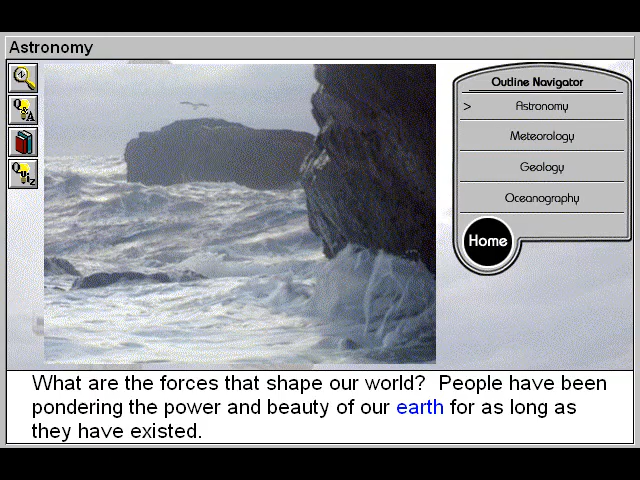 Astronomy
Q&A
Quiz
Outline Navigator
> Astronomy
Meteorology
Geology
Oceanography
Home
What are the forces that shape our world?  People have been
pondering the power and beauty of our earth for as long as
they have existed.